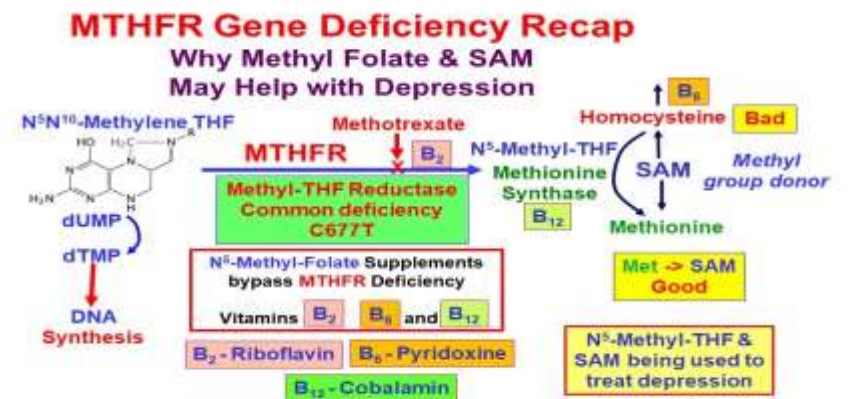 MTHFR Gene Deficiency Recap
Why Methyl Folate & SAM
May Help with Depression
N⁵N¹⁰-Methylene THF
HO
H₂C
N
R
N
N
H₂N
N
N
H
dUMP
dTMP
DNA
Synthesis
Methotrexate
MTHFR
X
B₂
Methyl-THF Reductase
Common deficiency
C677T
N⁵-Methyl-Folate Supplements
bypass MTHFR Deficiency
Vitamins B₂ B₆ and B₁₂
B₂ - Riboflavin
B₆ - Pyridoxine
B₁₂ - Cobalamin
N⁵-Methyl-THF
Methionine
Synthase
B₁₂
B₆
Homocysteine
Bad
SAM
Methyl
group donor
Methionine
Met -> SAM
Good
N⁵-Methyl-THF &
SAM being used to
treat depression